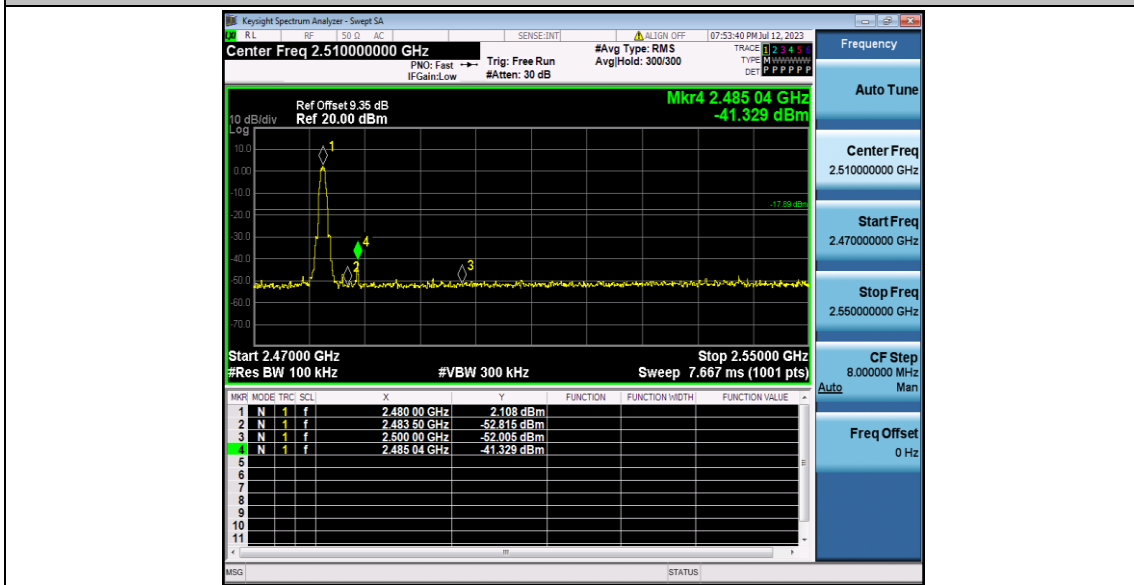 Keysight Spectrum Analyzer - Swept SA
RL RF 50 Ω AC SENSE:INT ALIGN OFF 07:53:40 PM Jul 12, 2023
Center Freq 2.510000000 GHz
PNO: Fast
IFGain:Low
Trig: Free Run
#Atten: 30 dB
#Avg Type: RMS
Avg|Hold: 300/300
TRACE 1 2 3 4 5 6
TYPE M W W W W W
DET P P P P P P
Frequency
Auto Tune
Center Freq
2.510000000 GHz
Start Freq
2.470000000 GHz
Stop Freq
2.550000000 GHz
CF Step
8.000000 MHz
Auto Man
Freq Offset
0 Hz
Mkr4 2.485 04 GHz
-41.329 dBm
Ref Offset 9.35 dB
10 dB/div Ref 20.00 dBm
Log
10.0
0.00
-10.0
-20.0
-30.0
-40.0
-50.0
-60.0
-70.0
1
2
3
4
-17.89 dBm
Start 2.47000 GHz Stop 2.55000 GHz
#Res BW 100 kHz #VBW 300 kHz Sweep 7.667 ms (1001 pts)
MKR MODE TRC SCL X Y FUNCTION FUNCTION WIDTH FUNCTION VALUE
1 N 1 f 2.480 00 GHz 2.108 dBm
2 N 1 f 2.483 50 GHz -52.815 dBm
3 N 1 f 2.500 00 GHz -52.005 dBm
4 N 1 f 2.485 04 GHz -41.329 dBm
5
6
7
8
9
10
11
MSG STATUS